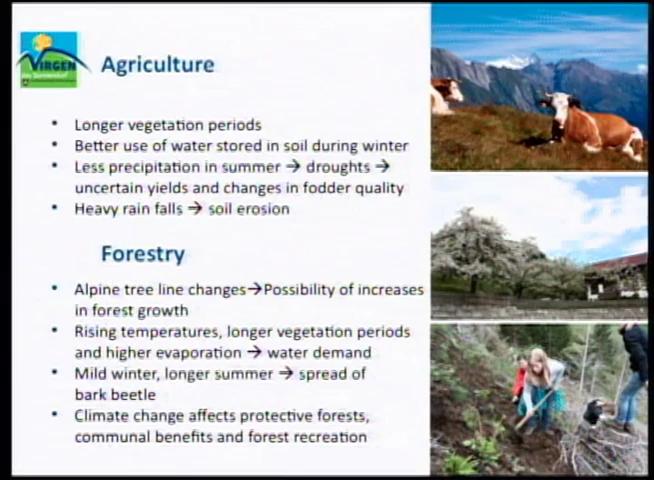 VIRGEN
Agriculture
• Longer vegetation periods
• Better use of water stored in soil during winter
• Less precipitation in summer → droughts →
uncertain yields and changes in fodder quality
• Heavy rain falls → soil erosion
Forestry
• Alpine tree line changes→Possibility of increases
in forest growth
• Rising temperatures, longer vegetation periods
and higher evaporation → water demand
• Mild winter, longer summer → spread of
bark beetle
• Climate change affects protective forests,
communal benefits and forest recreation